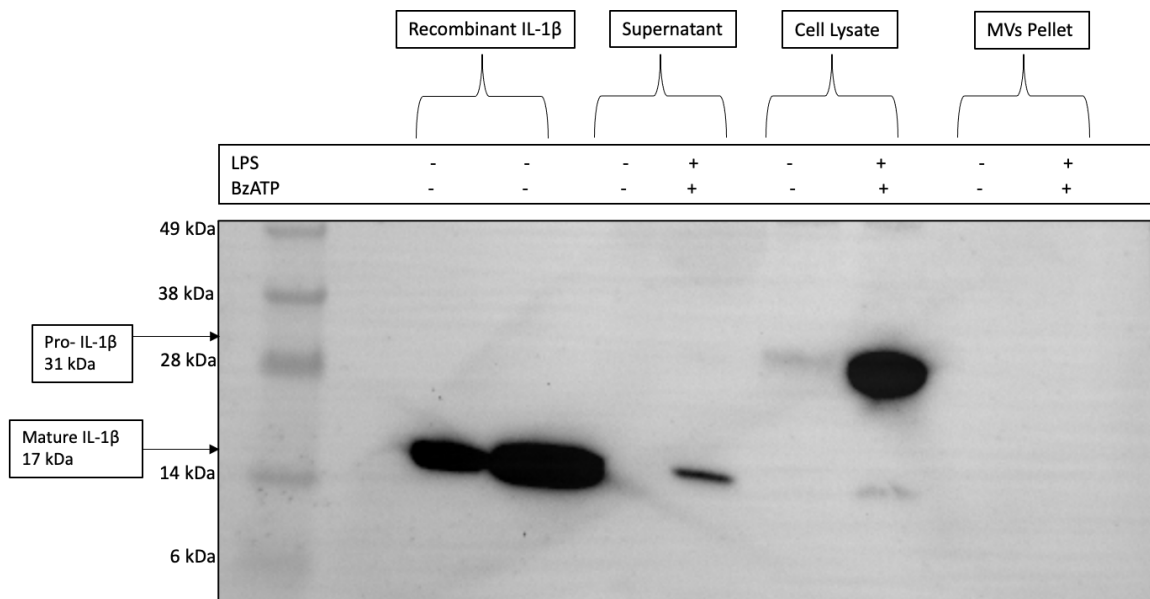 Recombinant IL-1β
Supernatant
Cell Lysate
MVs Pellet
LPS - - - + - + - +
BzATP - - - + - + - +
49 kDa
38 kDa
Pro- IL-1β
31 kDa
28 kDa
Mature IL-1β
17 kDa
14 kDa
6 kDa